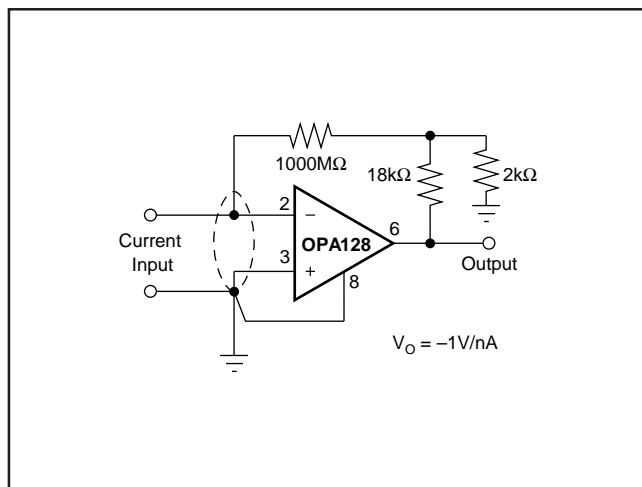 1000MΩ
18kΩ
2kΩ
2
–
OPA128
6
3
+
8
Current
Input
Output
V_O = –1V/nA